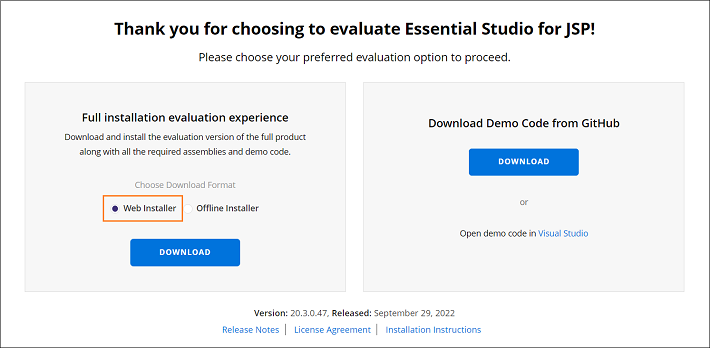 Thank you for choosing to evaluate Essential Studio for JSP!
Please choose your preferred evaluation option to proceed.
Full installation evaluation experience
Download and install the evaluation version of the full product
along with all the required assemblies and demo code.
Choose Download Format
Web Installer Offline Installer
DOWNLOAD
Download Demo Code from GitHub
DOWNLOAD
or
Open demo code in Visual Studio
Version: 20.3.0.47, Released: September 29, 2022
Release Notes | License Agreement | Installation Instructions